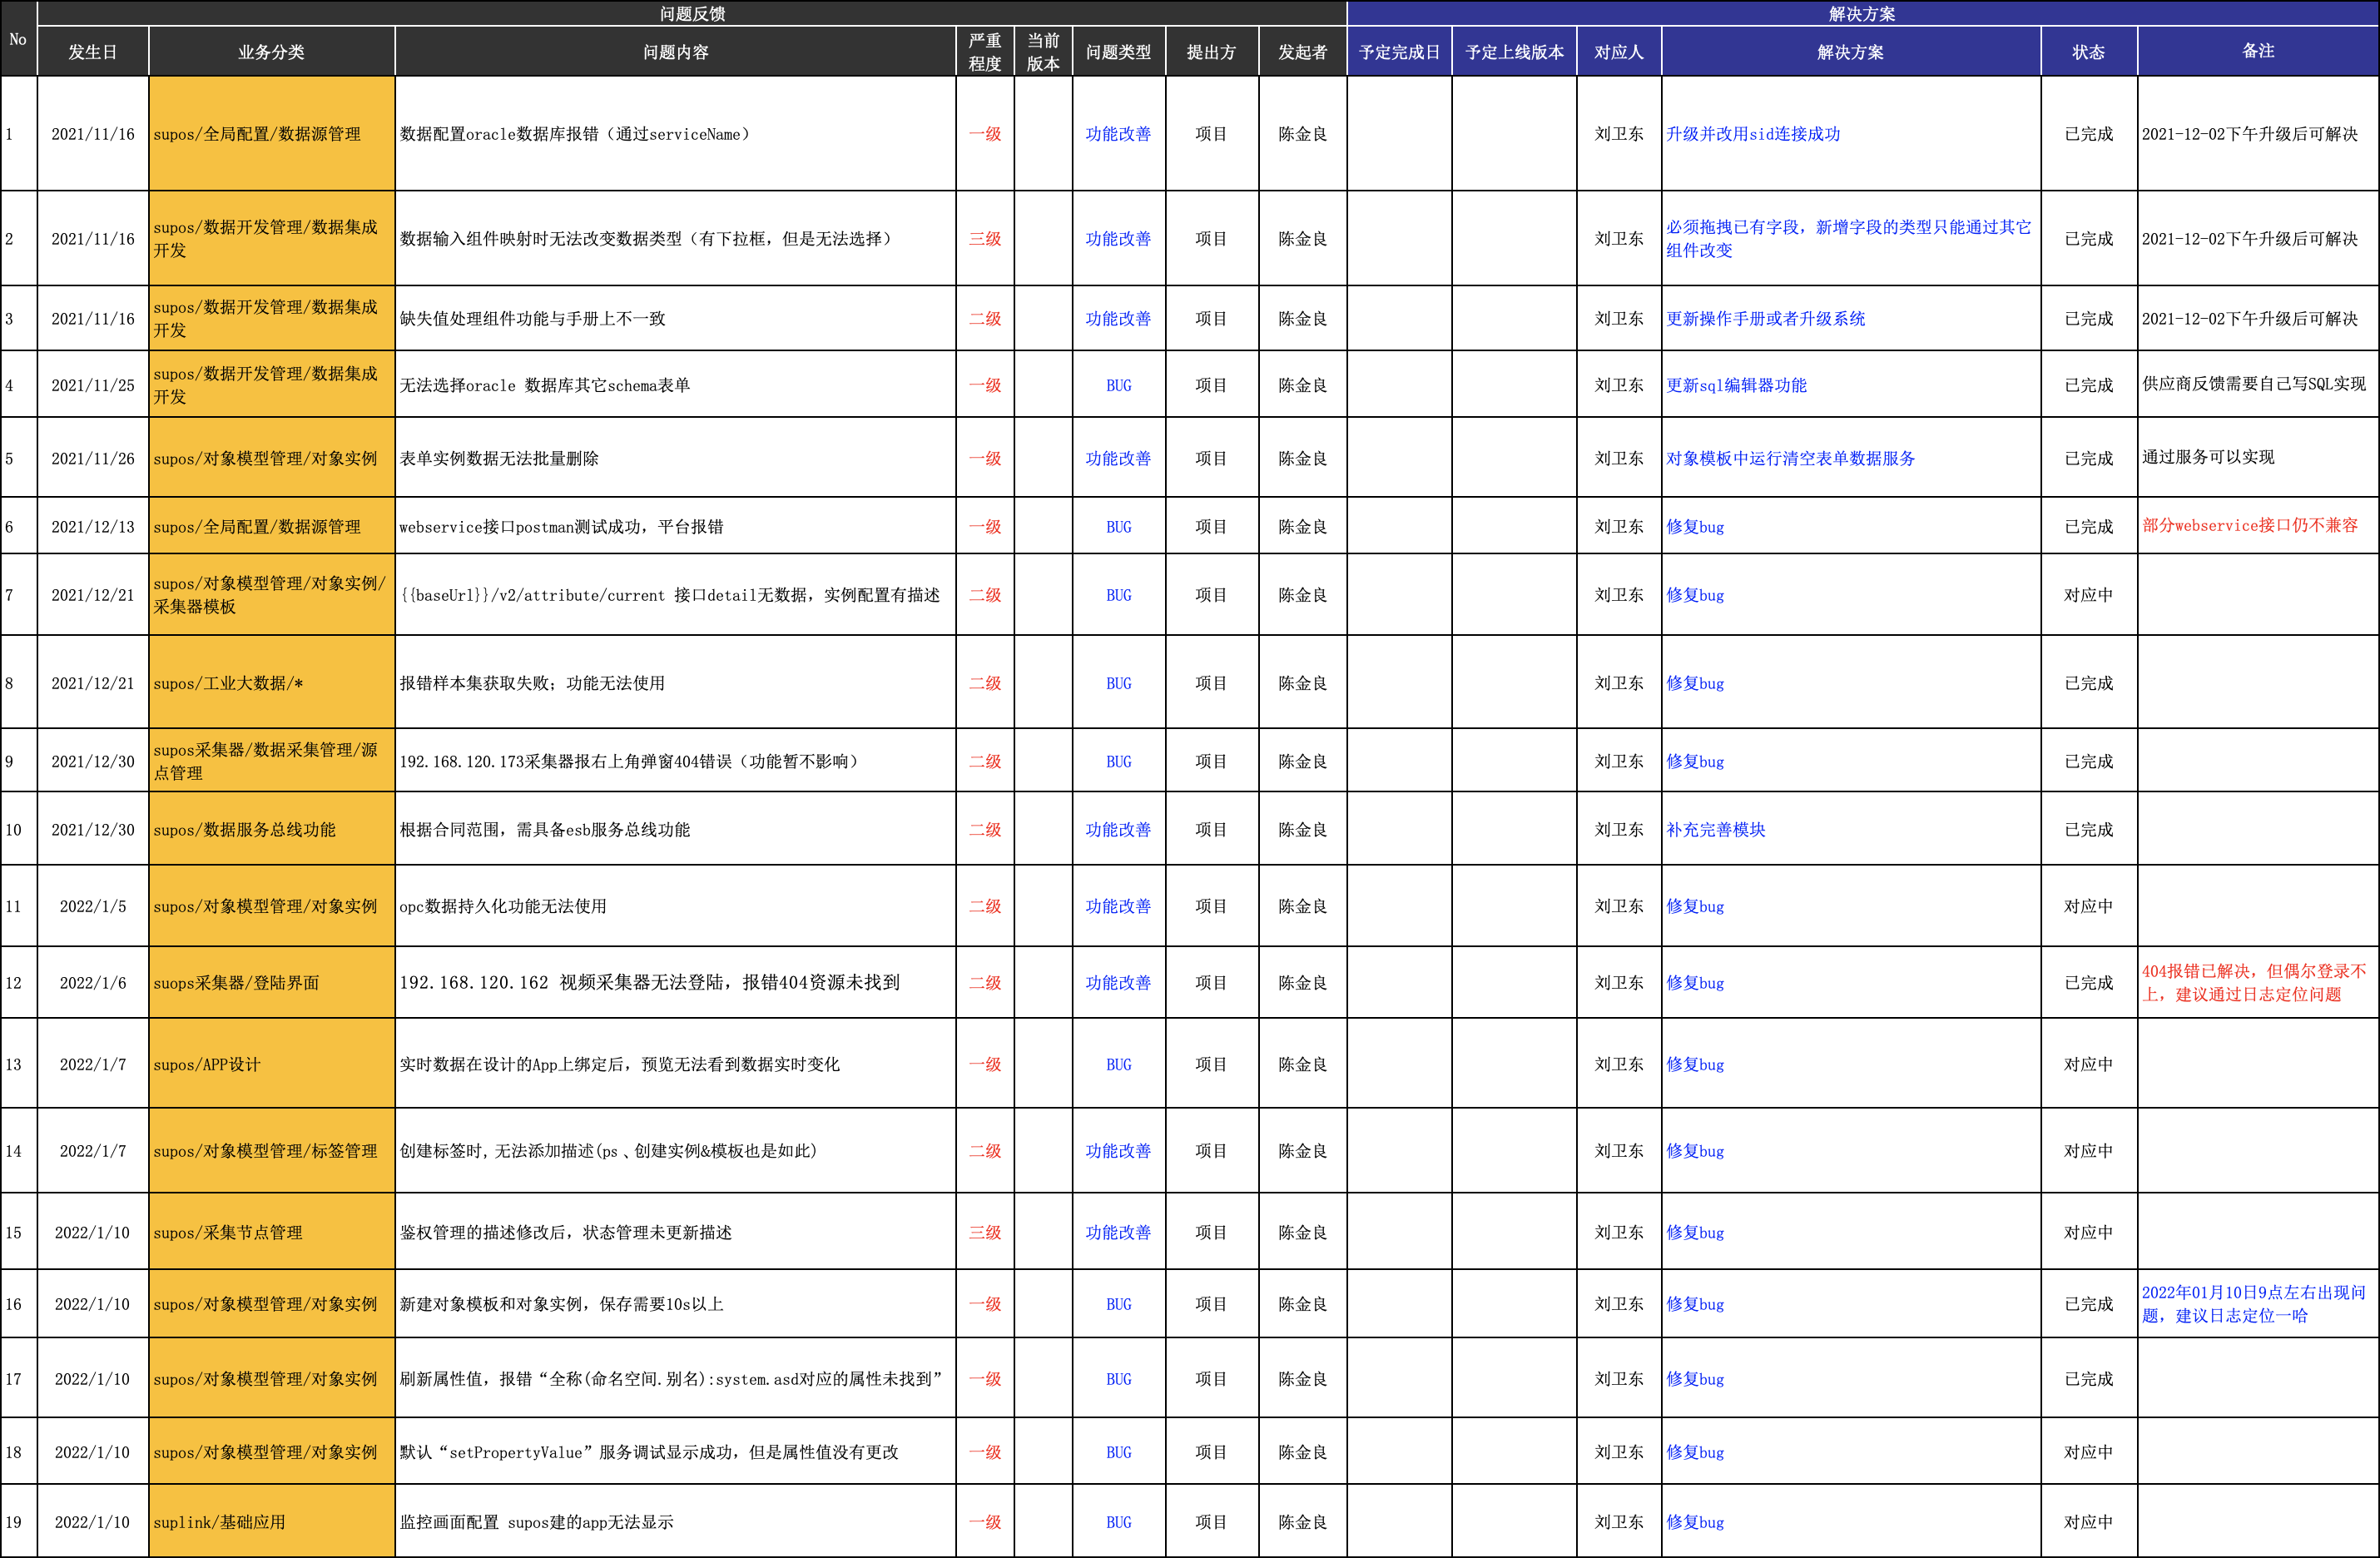 问题反馈 解决方案
No 发生日 业务分类 问题内容 严重程度 当前版本 问题类型 提出方 发起者 予定完成日 予定上线版本 对应人 解决方案 状态 备注
1 2021/11/16 supos/全局配置/数据源管理 数据配置oracle数据库报错（通过serviceName） 一级 功能改善 项目 陈金良 刘卫东 升级并改用sid连接成功 已完成 2021-12-02下午升级后可解决
2 2021/11/16 supos/数据开发管理/数据集成开发 数据输入组件映射时无法改变数据类型（有下拉框，但是无法选择） 三级 功能改善 项目 陈金良 刘卫东 必须拖拽已有字段，新增字段的类型只能通过其它组件改变 已完成 2021-12-02下午升级后可解决
3 2021/11/16 supos/数据开发管理/数据集成开发 缺失值处理组件功能与手册上不一致 二级 功能改善 项目 陈金良 刘卫东 更新操作手册或者升级系统 已完成 2021-12-02下午升级后可解决
4 2021/11/25 supos/数据开发管理/数据集成开发 无法选择oracle 数据库其它schema表单 一级 BUG 项目 陈金良 刘卫东 更新sql编辑器功能 已完成 供应商反馈需要自己写SQL实现
5 2021/11/26 supos/对象模型管理/对象实例 表单实例数据无法批量删除 一级 功能改善 项目 陈金良 刘卫东 对象模板中运行清空表单数据服务 已完成 通过服务可以实现
6 2021/12/13 supos/全局配置/数据源管理 webservice接口postman测试成功，平台报错 一级 BUG 项目 陈金良 刘卫东 修复bug 已完成 部分webservice接口仍不兼容
7 2021/12/21 supos/对象模型管理/对象实例/采集器模板 {{baseUrl}}/v2/attribute/current 接口detail无数据，实例配置有描述 二级 BUG 项目 陈金良 刘卫东 修复bug 对应中
8 2021/12/21 supos/工业大数据/* 报错样本集获取失败；功能无法使用 二级 BUG 项目 陈金良 刘卫东 修复bug 已完成
9 2021/12/30 supos采集器/数据采集管理/源点管理 192.168.120.173采集器报右上角弹窗404错误（功能暂不影响） 二级 BUG 项目 陈金良 刘卫东 修复bug 已完成
10 2021/12/30 supos/数据服务总线功能 根据合同范围，需具备esb服务总线功能 二级 功能改善 项目 陈金良 刘卫东 补充完善模块 已完成
11 2022/1/5 supos/对象模型管理/对象实例 opc数据持久化功能无法使用 二级 功能改善 项目 陈金良 刘卫东 修复bug 对应中
12 2022/1/6 suops采集器/登陆界面 192.168.120.162 视频采集器无法登陆，报错404资源未找到 二级 功能改善 项目 陈金良 刘卫东 修复bug 已完成 404报错已解决，但偶尔登录不上，建议通过日志定位问题
13 2022/1/7 supos/APP设计 实时数据在设计的App上绑定后，预览无法看到数据实时变化 一级 BUG 项目 陈金良 刘卫东 修复bug 对应中
14 2022/1/7 supos/对象模型管理/标签管理 创建标签时,无法添加描述(ps、创建实例&模板也是如此) 二级 功能改善 项目 陈金良 刘卫东 修复bug 对应中
15 2022/1/10 supos/采集节点管理 鉴权管理的描述修改后，状态管理未更新描述 三级 功能改善 项目 陈金良 刘卫东 修复bug 对应中
16 2022/1/10 supos/对象模型管理/对象实例 新建对象模板和对象实例，保存需要10s以上 一级 BUG 项目 陈金良 刘卫东 修复bug 已完成 2022年01月10日9点左右出现问题，建议日志定位一哈
17 2022/1/10 supos/对象模型管理/对象实例 刷新属性值，报错“全称(命名空间.别名):system.asd对应的属性未找到” 一级 BUG 项目 陈金良 刘卫东 修复bug 已完成
18 2022/1/10 supos/对象模型管理/对象实例 默认“setPropertyValue”服务调试显示成功，但是属性值没有更改 一级 BUG 项目 陈金良 刘卫东 修复bug 对应中
19 2022/1/10 suplink/基础应用 监控画面配置 supos建的app无法显示 一级 BUG 项目 陈金良 刘卫东 修复bug 对应中